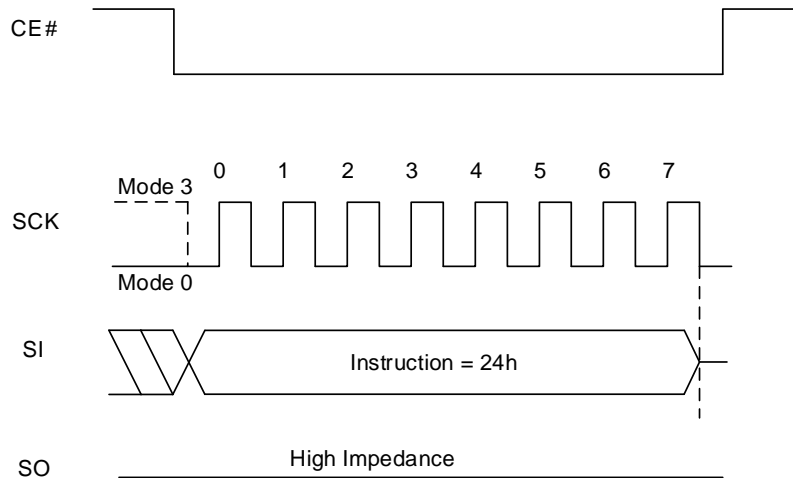 CE#
0 1 2 3 4 5 6 7
Mode 3
SCK
Mode 0
SI
Instruction = 24h
High Impedance
SO